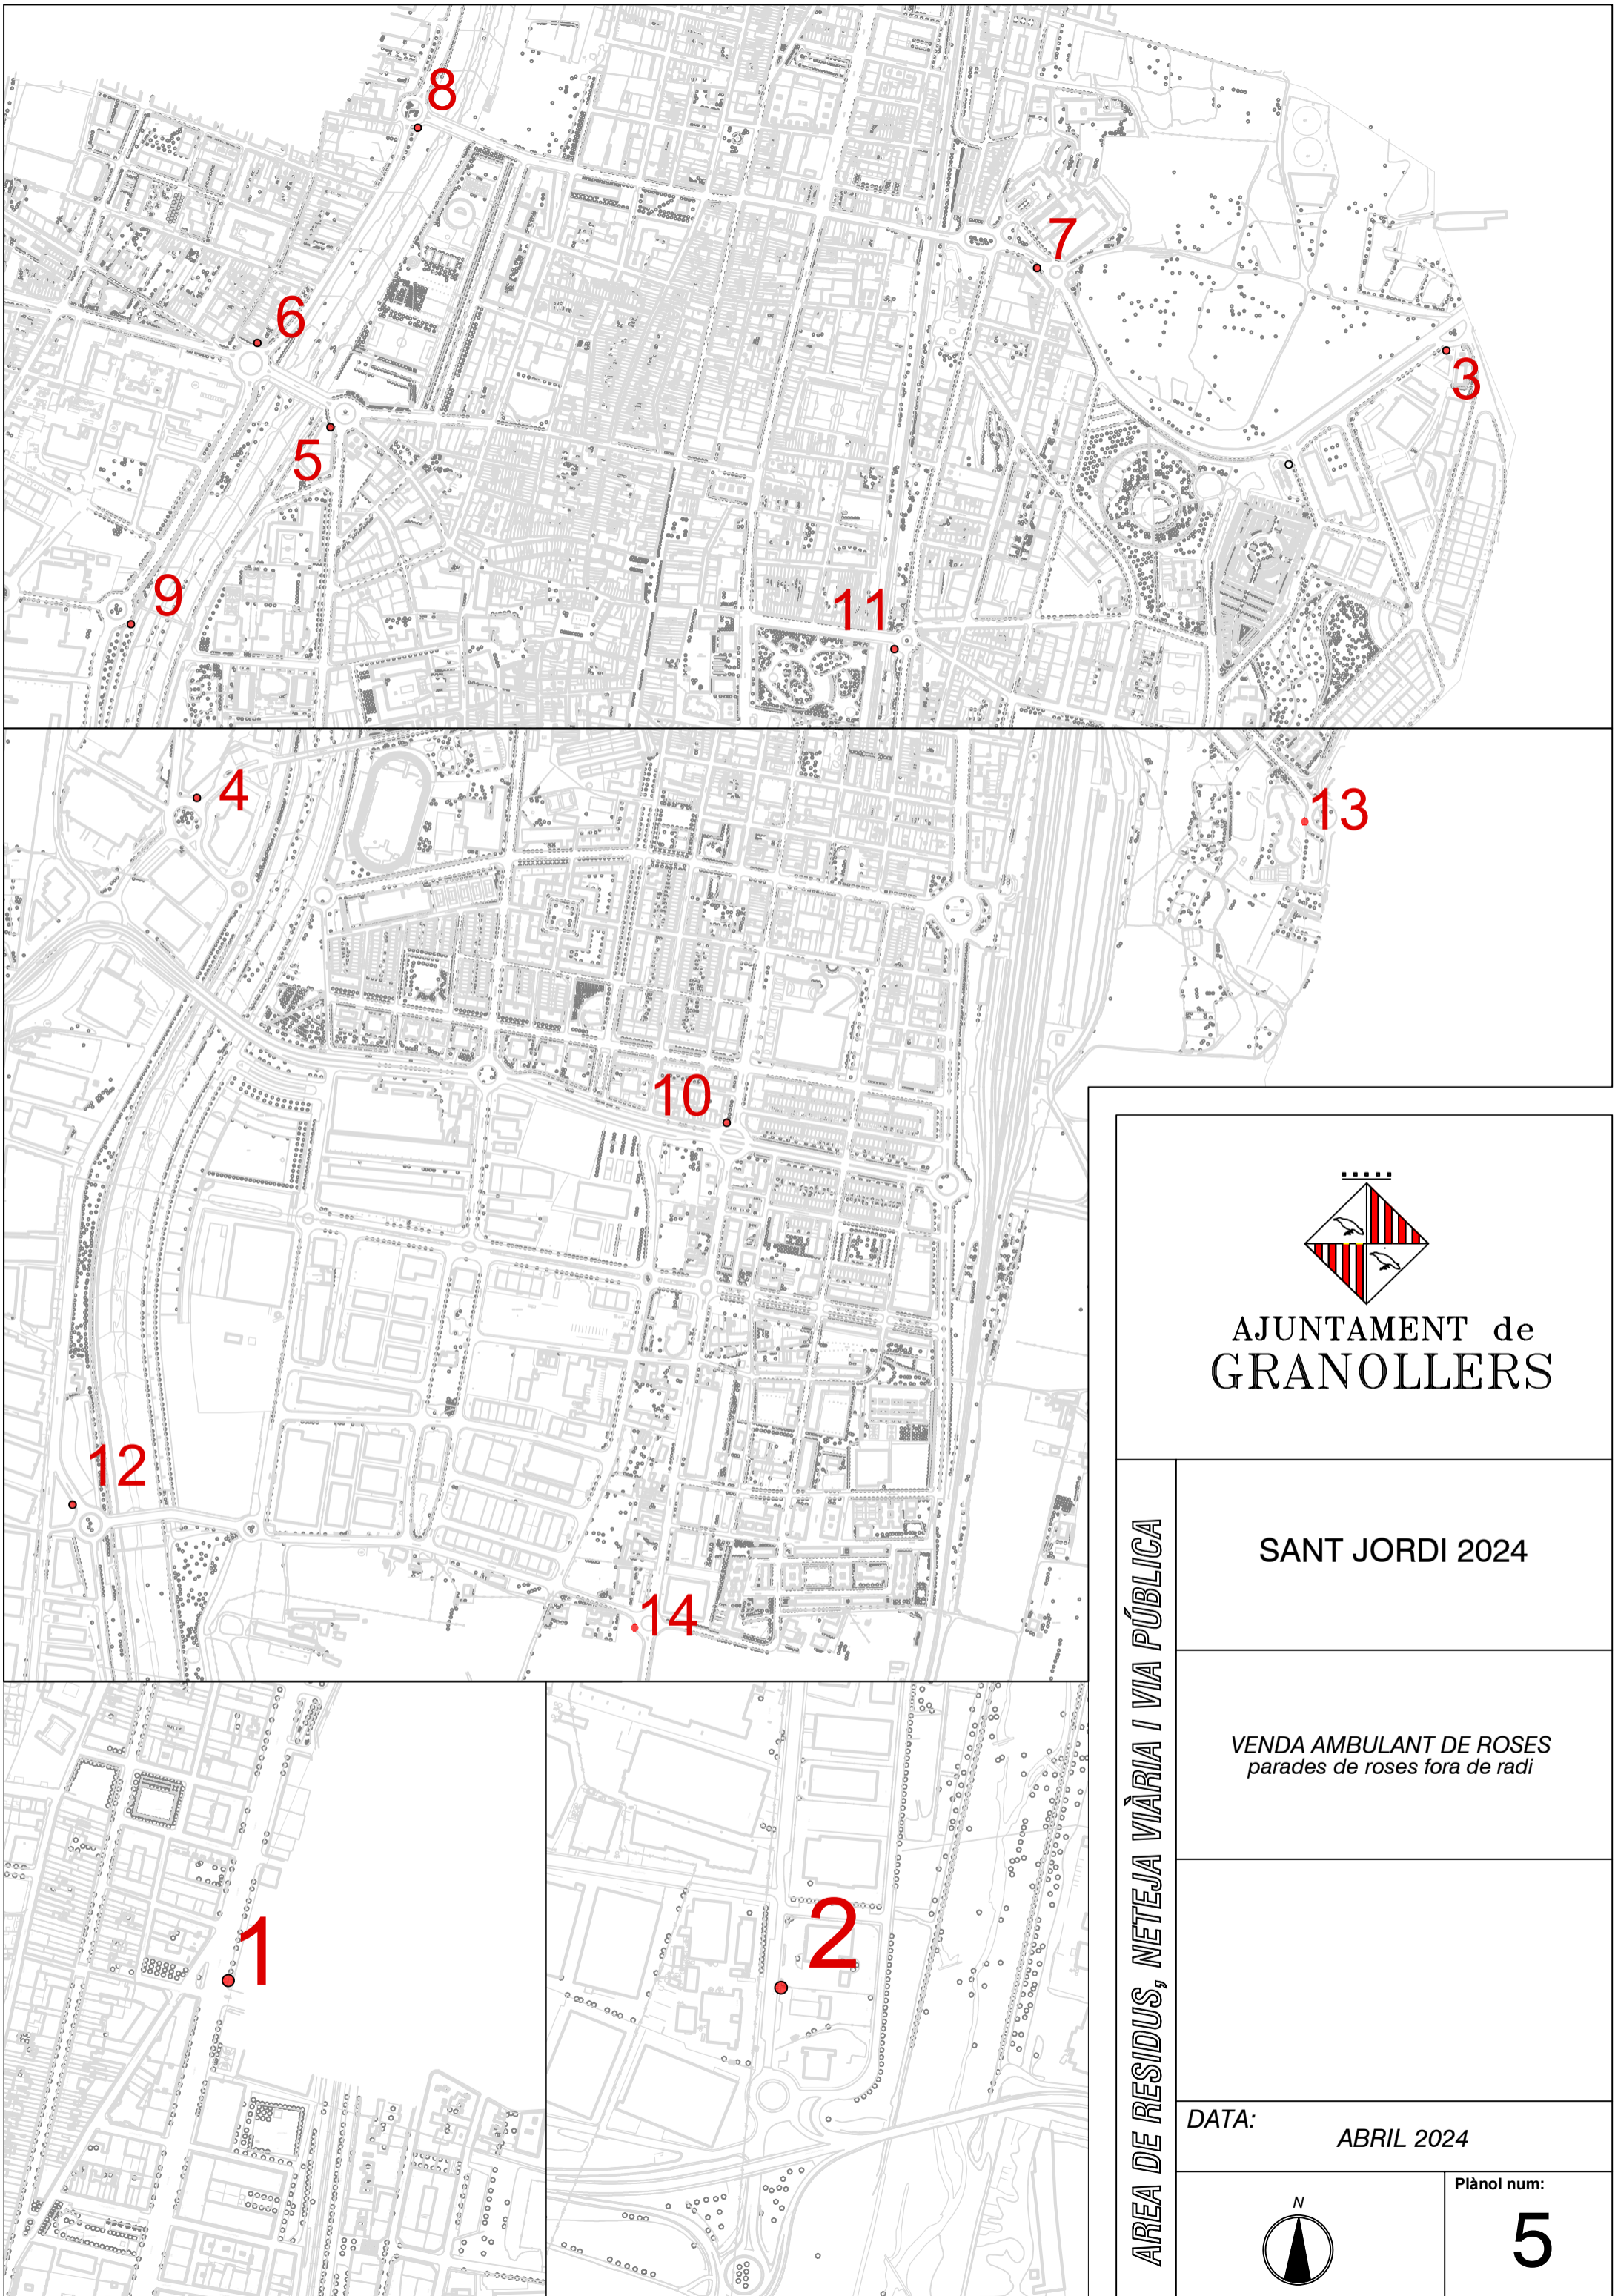 8
7
6
3
5
9
11
4
13
10
12
14
1
2
AJUNTAMENT de
GRANOLLERS
AREA DE RESIDUS, NETEJA VIÀRIA I VIA PÚBLICA
SANT JORDI 2024
VENDA AMBULANT DE ROSES
parades de roses fora de radi
DATA:
ABRIL 2024
N
Plànol num:
5